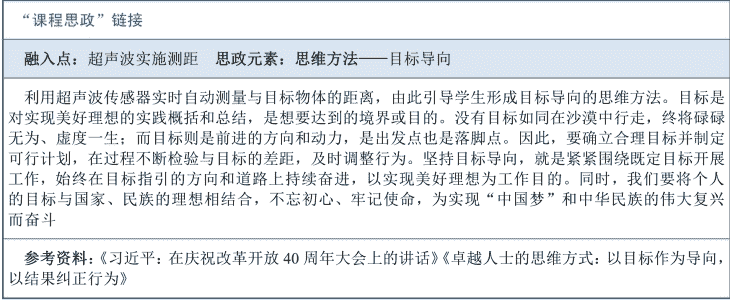 “课程思政”链接
融入点：超声波实施测距 思政元素：思维方法——目标导向
利用超声波传感器实时自动测量与目标物体的距离，由此引导学生形成目标导向的思维方法。目标是
对实现美好理想的实践概括和总结，是想要达到的境界或目的。没有目标如同在沙漠中行走，终将碌碌
无为、虚度一生；而目标则是前进的方向和动力，是出发点也是落脚点。因此，要确立合理目标并制定
可行计划，在过程不断检验与目标的差距，及时调整行为。坚持目标导向，就是紧紧围绕既定目标开展
工作，始终在目标指引的方向和道路上持续奋进，以实现美好理想为工作目的。同时，我们要将个人
的目标与国家、民族的理想相结合，不忘初心、牢记使命，为实现“中国梦”和中华民族的伟大复兴
而奋斗
参考资料：《习近平：在庆祝改革开放 40 周年大会上的讲话》《卓越人士的思维方式：以目标作为导向，
以结果纠正行为》